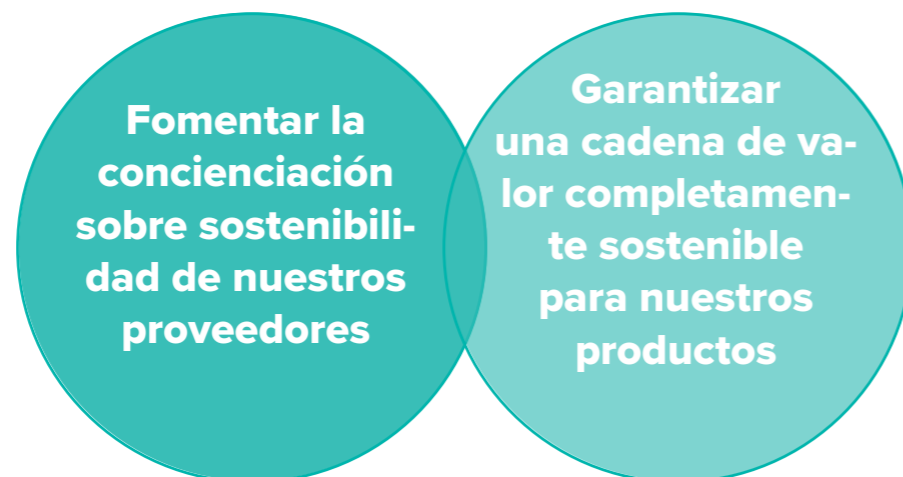 Fomentar la
concienciación
sobre sostenibili-
dad de nuestros
proveedores
Garantizar
una cadena de va-
lor completamen-
te sostenible
para nuestros
productos